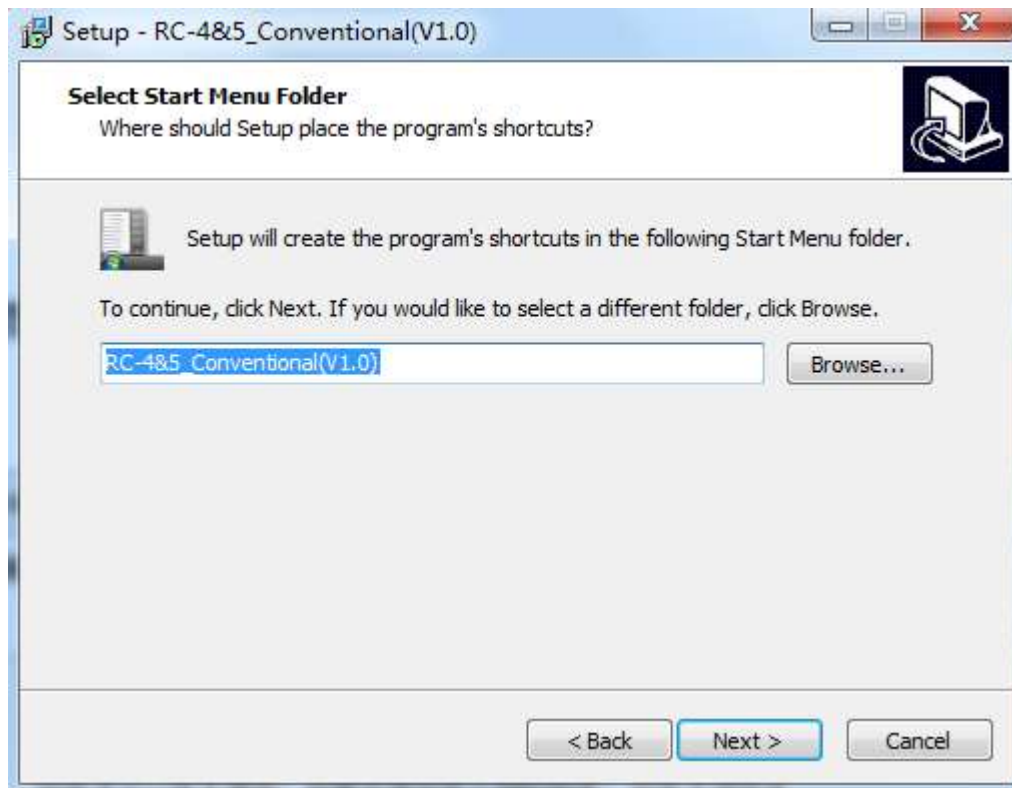 Setup - RC-4&5_Conventional(V1.0)
Select Start Menu Folder
Where should Setup place the program's shortcuts?
Setup will create the program's shortcuts in the following Start Menu folder.
To continue, click Next. If you would like to select a different folder, click Browse.
RC-4&5_Conventional(V1.0)
Browse...
< Back
Next >
Cancel